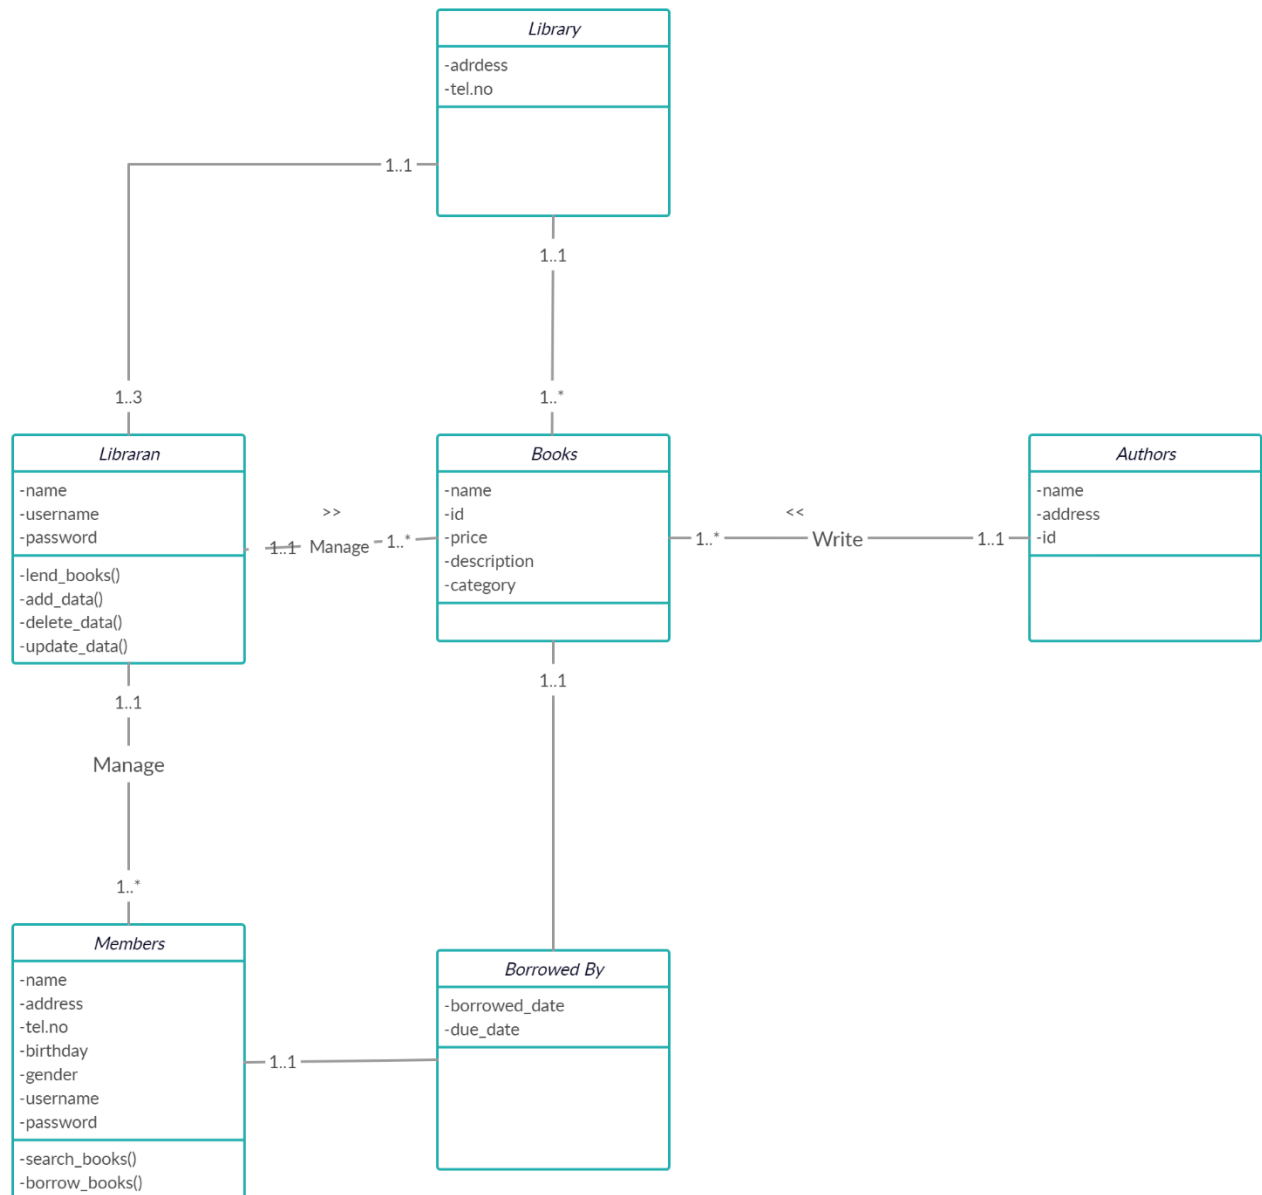 Library
-adrdess
-tel.no
1..1
1..1
1..3
1..*
Libraran
-name
-username
-password
-lend_books()
-add_data()
-delete_data()
-update_data()
>>
1..1 Manage 1..*
Books
-name
-id
-price
-description
-category
<<
1..* Write 1..1
Authors
-name
-address
-id
1..1
Manage
1..*
1..1
Members
-name
-address
-tel.no
-birthday
-gender
-username
-password
-search_books()
-borrow_books()
1..1
Borrowed By
-borrowed_date
-due_date